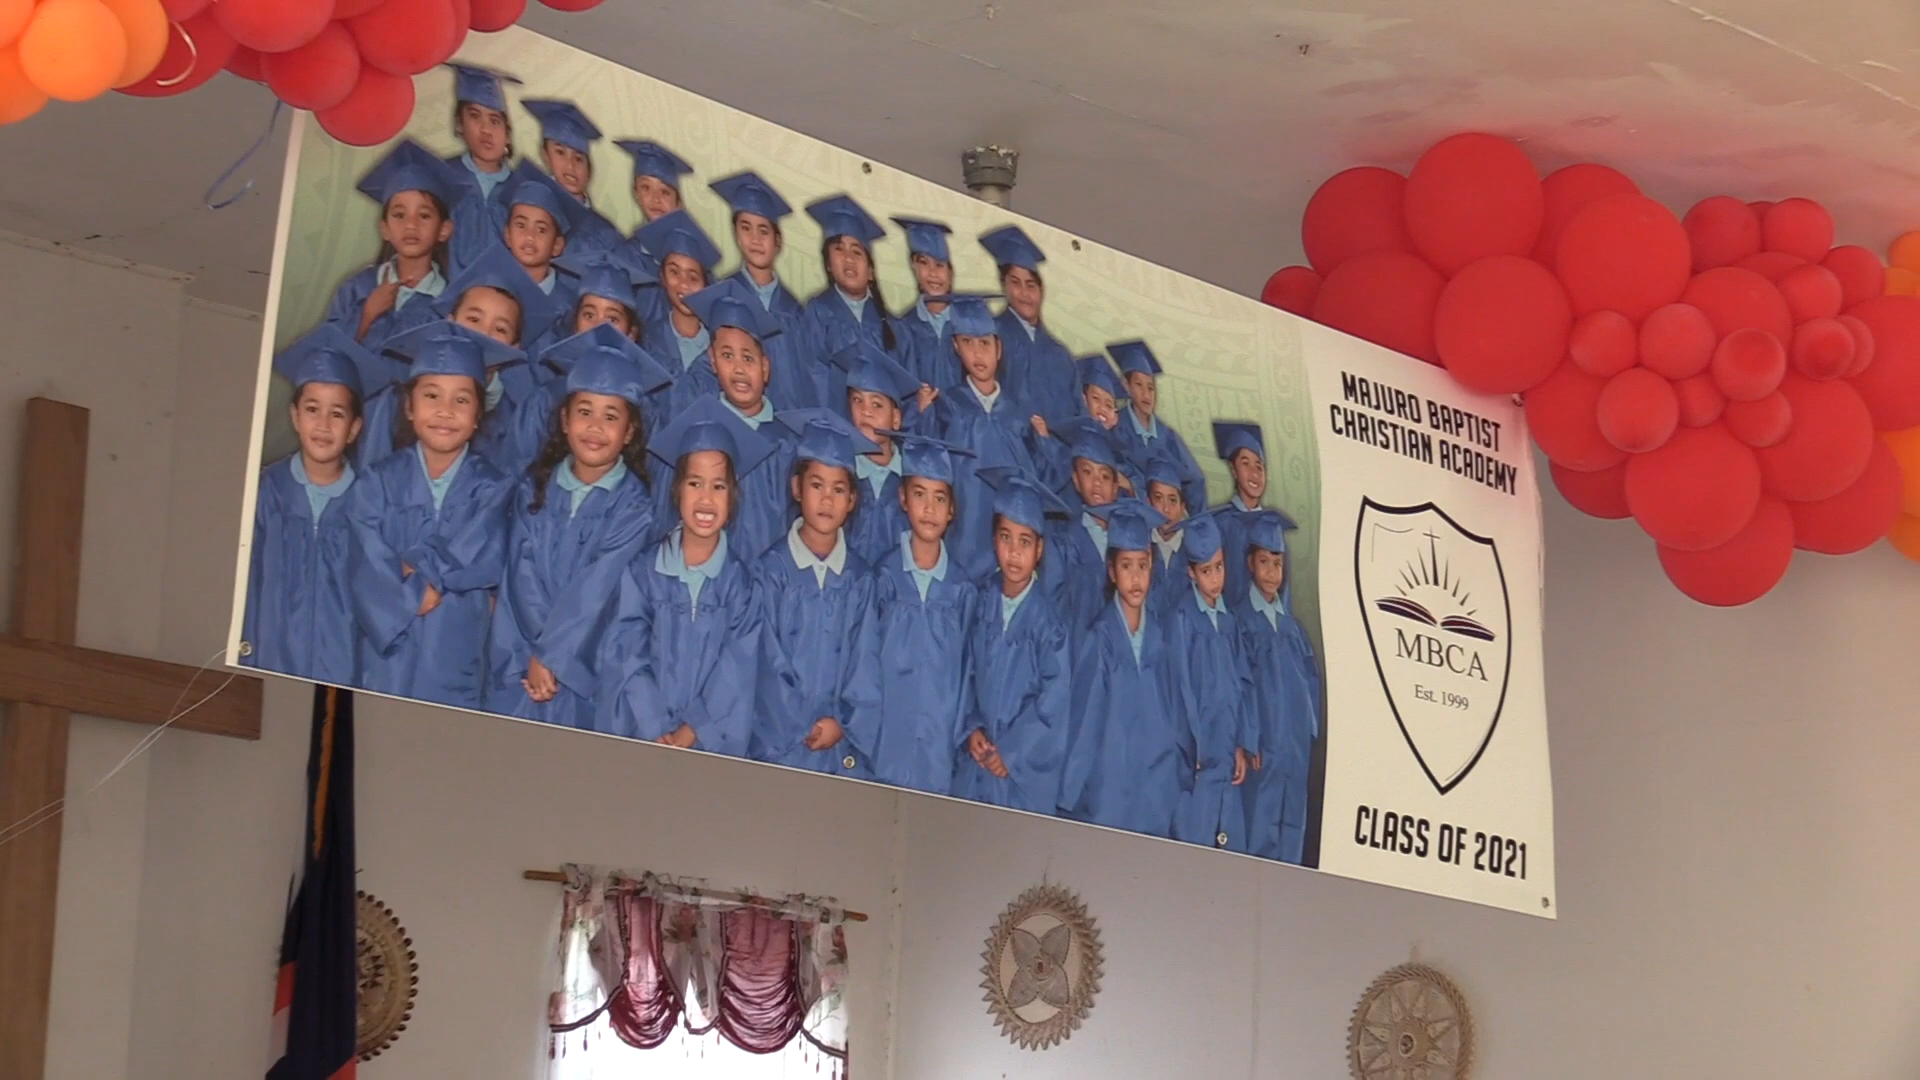 MAJURO BAPTIST
CHRISTIAN ACADEMY
MBCA
Est. 1999
CLASS OF 2021